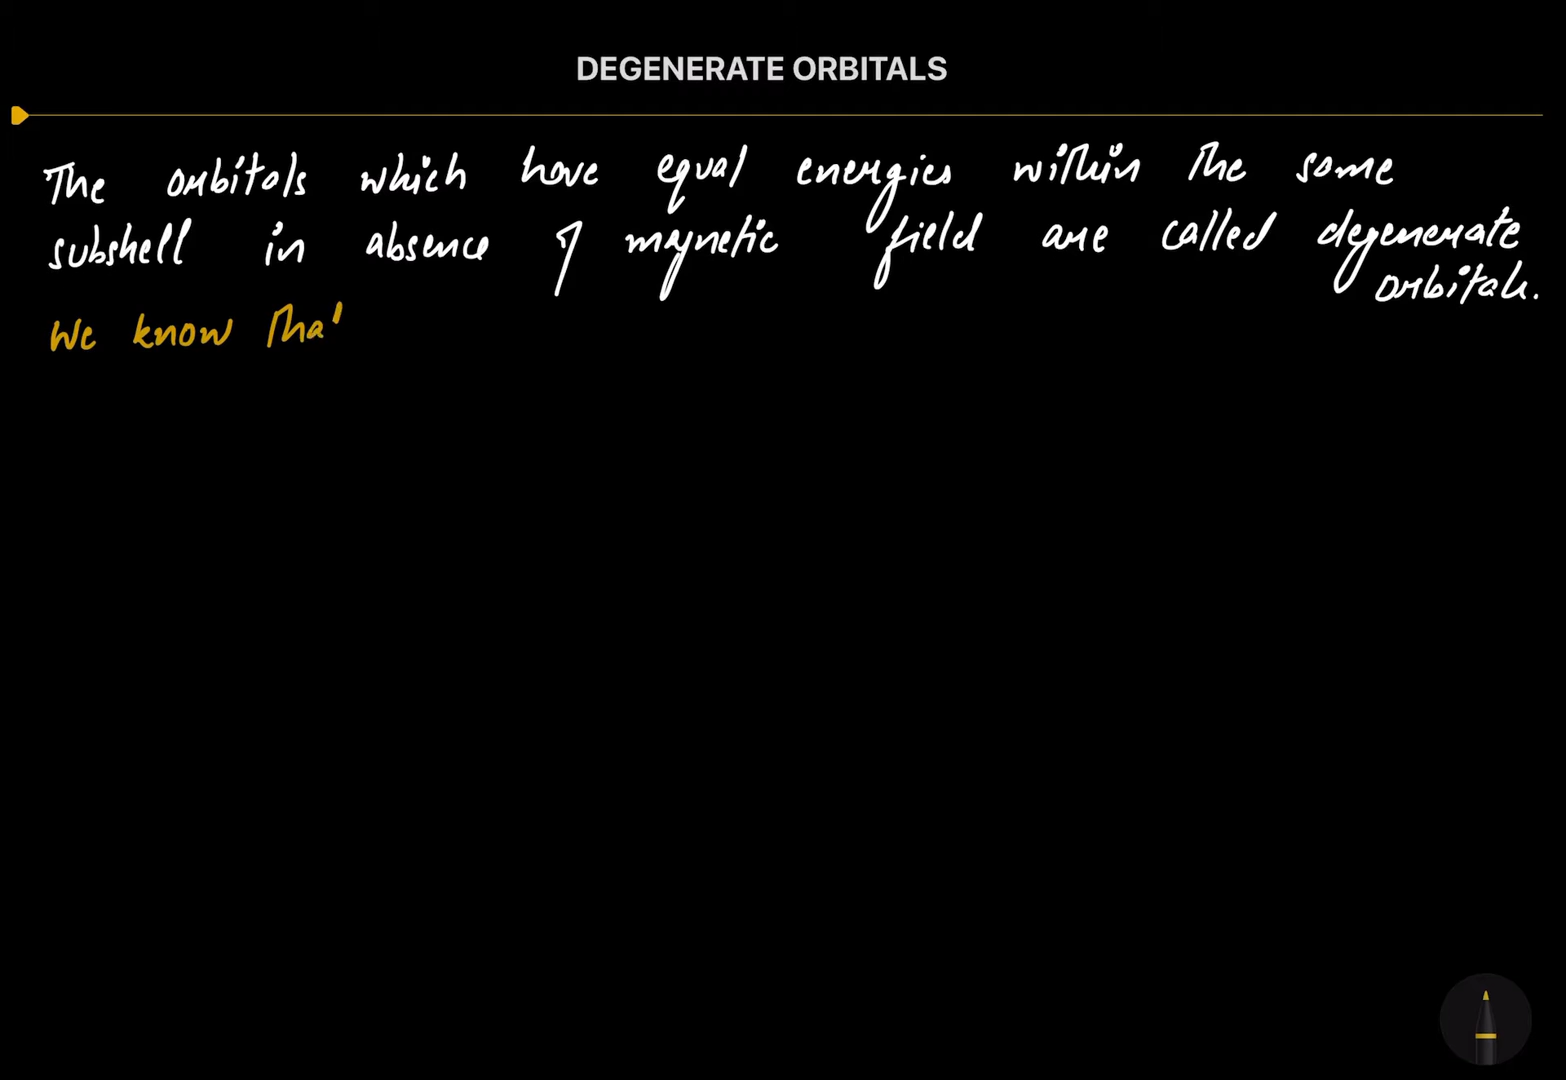 DEGENERATE ORBITALS
The orbitals which have equal energies within the same
subshell in absence of magnetic field are called degenerate
orbitals.
We know that